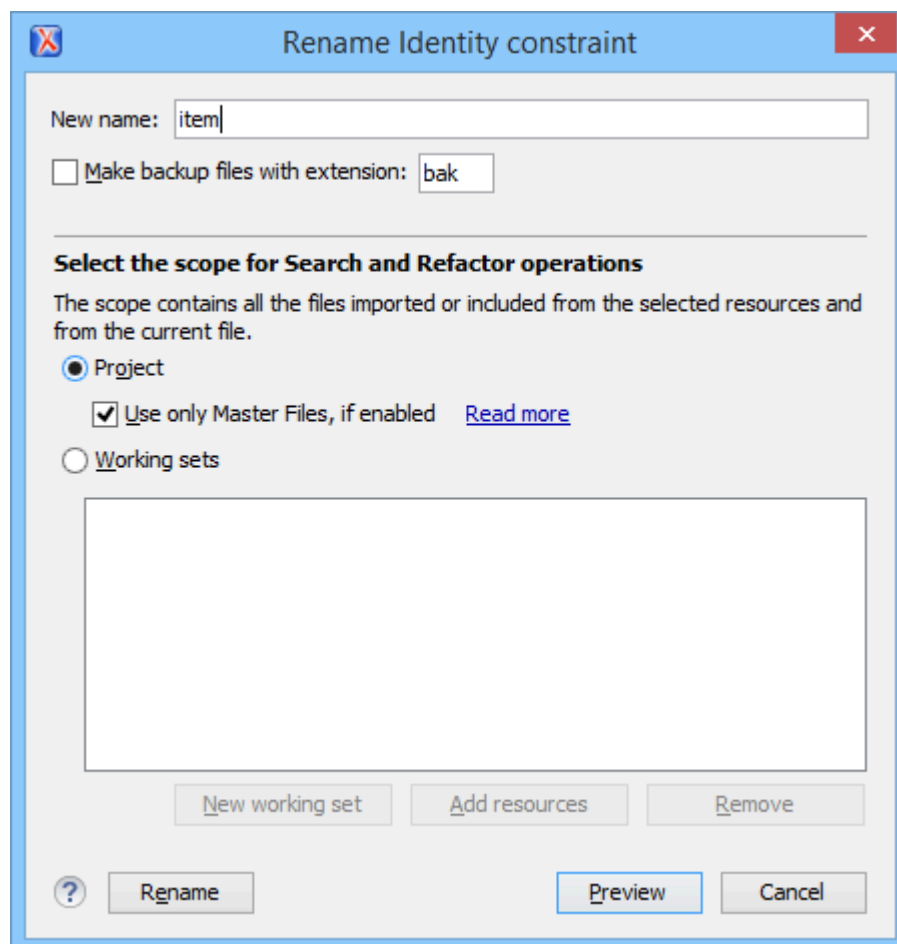 Rename Identity constraint
New name: item
Make backup files with extension: bak
Select the scope for Search and Refactor operations
The scope contains all the files imported or included from the selected resources and
from the current file.
Project
Use only Master Files, if enabled Read more
Working sets
New working set Add resources Remove
? Rename Preview Cancel